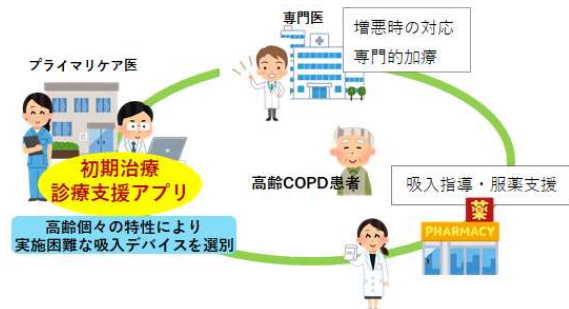 専門医
増悪時の対応
専門的加療
プライマリケア医
初期治療
診療支援アプリ
高齢個々の特性により
実施困難な吸入デバイスを選別
高齢COPD患者
吸入指導・服薬支援
薬
PHARMACY